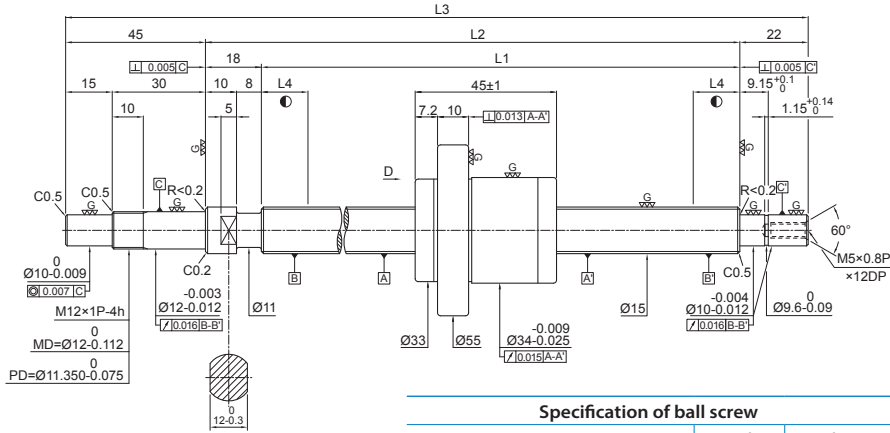 L3
45 L2 22
⊥ 0.005 C 18 L1 ⊥ 0.005 C'
15 30 10 8 L4 45±1 L4 9.15 +0.1 0
10 5 7.2 10 ⊥ 0.013 A-A' 1.15 +0.14 0
G G G G
D
C0.5 C0.5 C R<0.2 G R<0.2 C'
G G G G
60°
C0.2 C0.5 M5×0.8P
×12DP
B A A' B'
0
Ø10-0.009
◎ 0.007 C
-0.003
Ø12-0.012
↗ 0.016 B-B'
Ø11
Ø15
-0.004
Ø10-0.012
↗ 0.016 B-B'
0
Ø9.6-0.09
M12×1P-4h
0
MD=Ø12-0.112
0
PD=Ø11.350-0.075
Ø33
Ø55
-0.009
Ø34-0.025
↗ 0.015 A-A'
0
12-0.3
Specification of ball screw